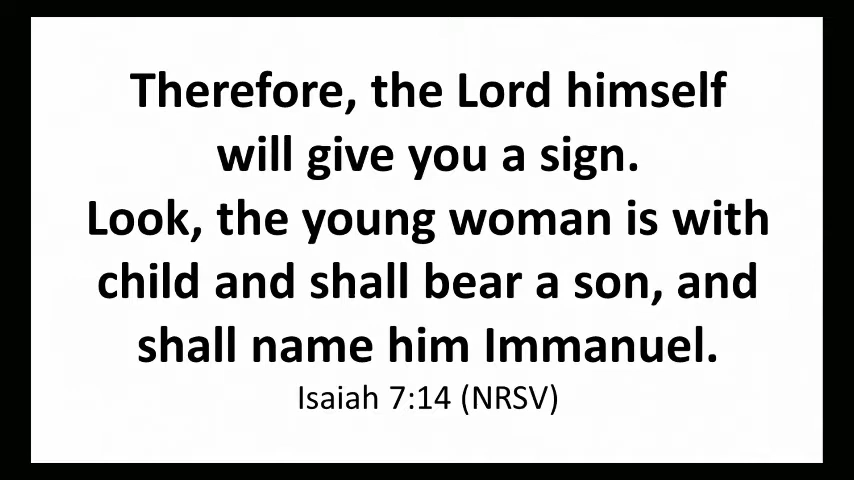 Therefore, the Lord himself
will give you a sign.
Look, the young woman is with
child and shall bear a son, and
shall name him Immanuel.
Isaiah 7:14 (NRSV)